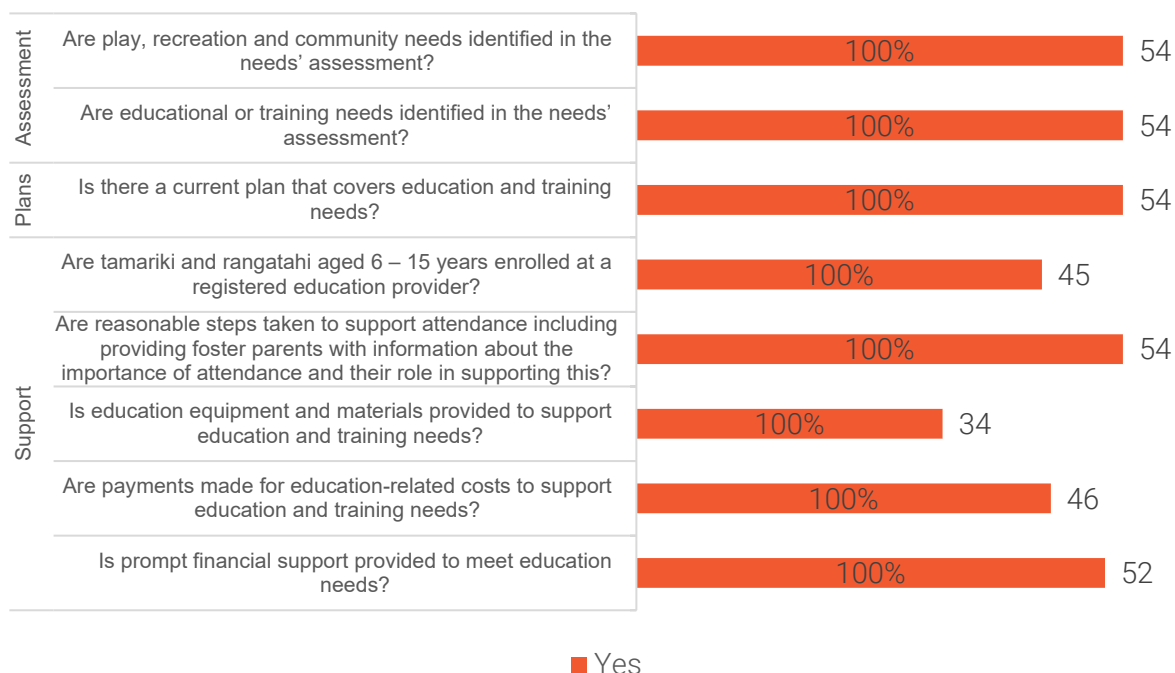 Assessment
Are play, recreation and community needs identified in the
needs’ assessment?
100%
54
Are educational or training needs identified in the needs’
assessment?
100%
54
Plans
Is there a current plan that covers education and training
needs?
100%
54
Support
Are tamariki and rangatahi aged 6 – 15 years enrolled at a
registered education provider?
100%
45
Are reasonable steps taken to support attendance including
providing foster parents with information about the
importance of attendance and their role in supporting this?
100%
54
Is education equipment and materials provided to support
education and training needs?
100%
34
Are payments made for education-related costs to support
education and training needs?
100%
46
Is prompt financial support provided to meet education
needs?
100%
52
Yes